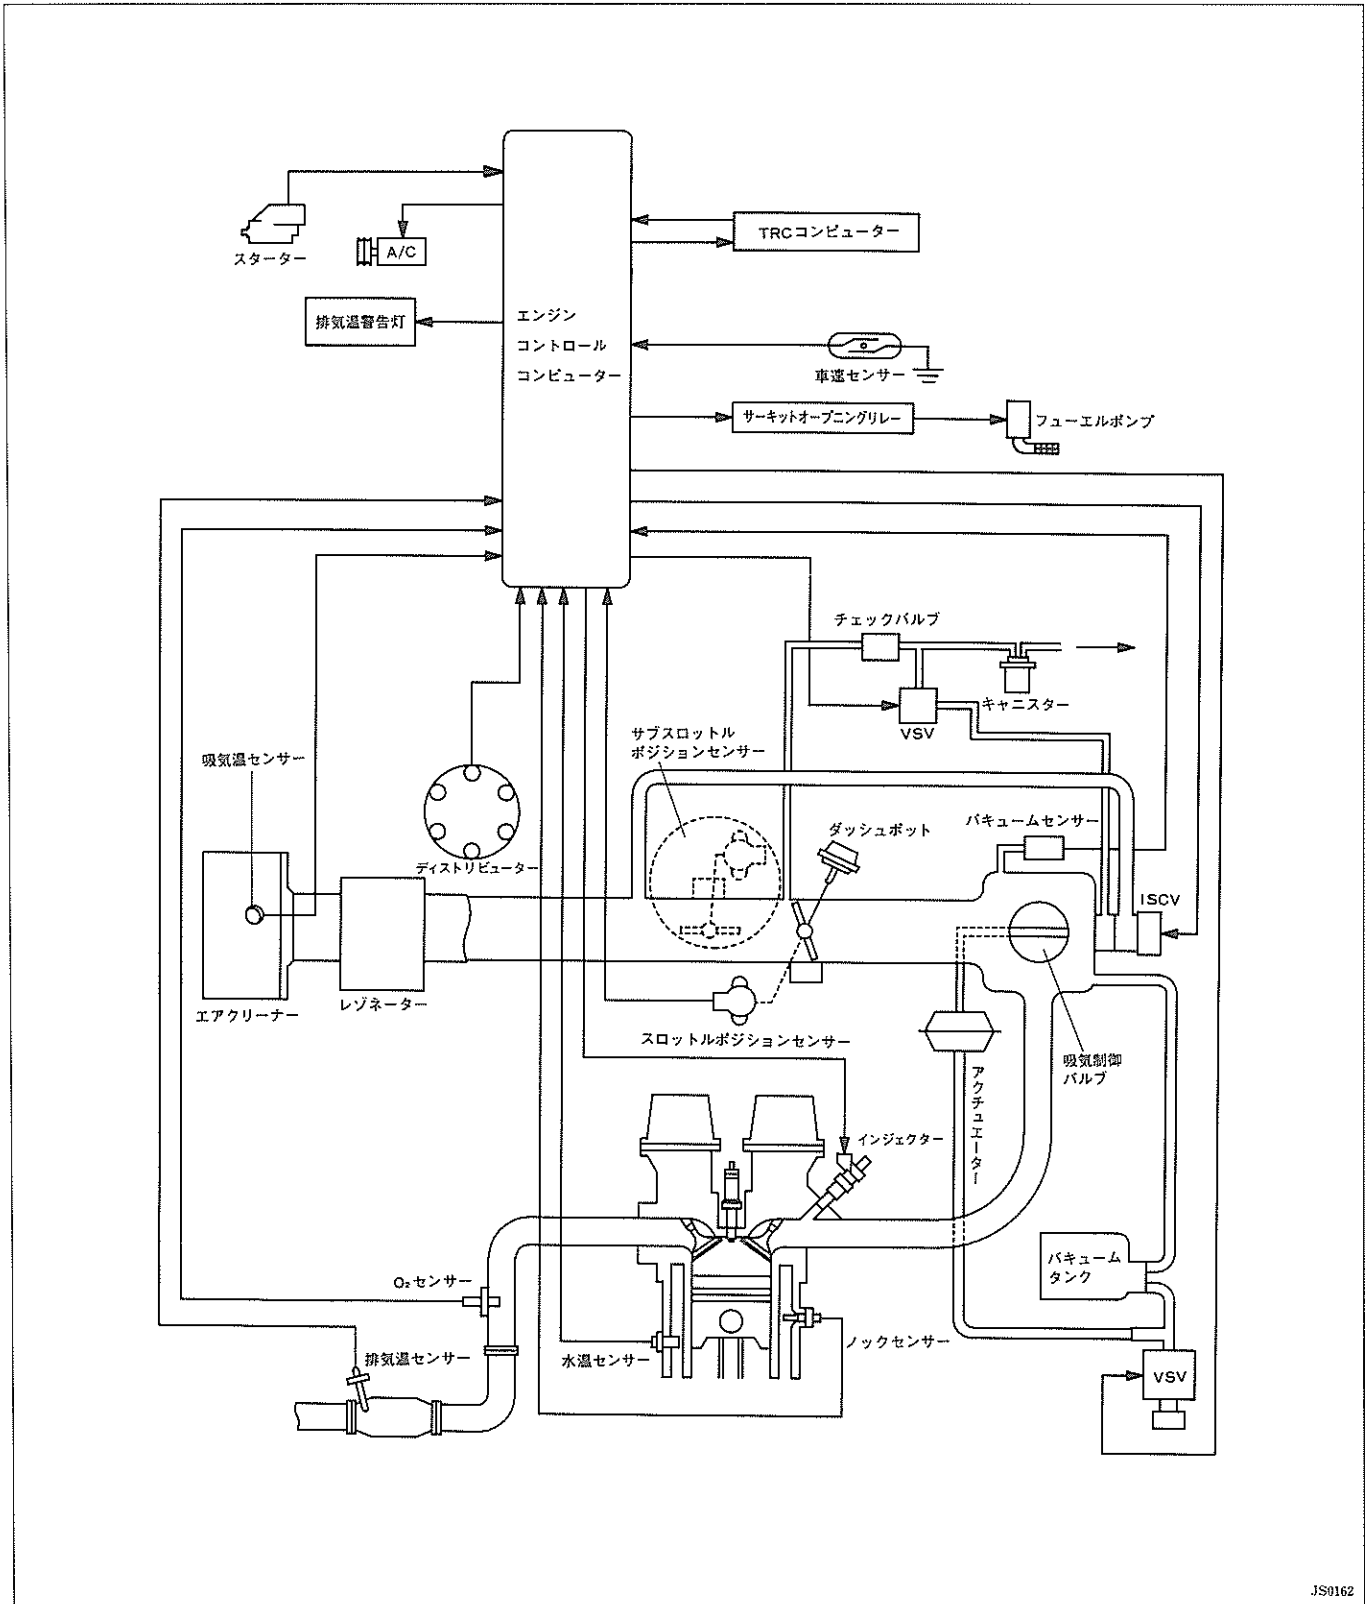 スターター
A/C
TRCコンピューター
排気温警告灯
エンジン
コントロール
コンピューター
車速センサー
サーキットオープニングリレー
フューエルポンプ
チェックバルブ
キャニスター
VSV
サブスロットル
ポジションセンサー
吸気温センサー
ディストリビューター
ダッシュポット
バキュームセンサー
ISCV
エアクリーナー
レゾネーター
スロットルポジションセンサー
吸気制御
バルブ
アクチュエーター
インジェクター
バキューム
タンク
O₂センサー
排気温センサー
水温センサー
ノックセンサー
VSV
JS0162